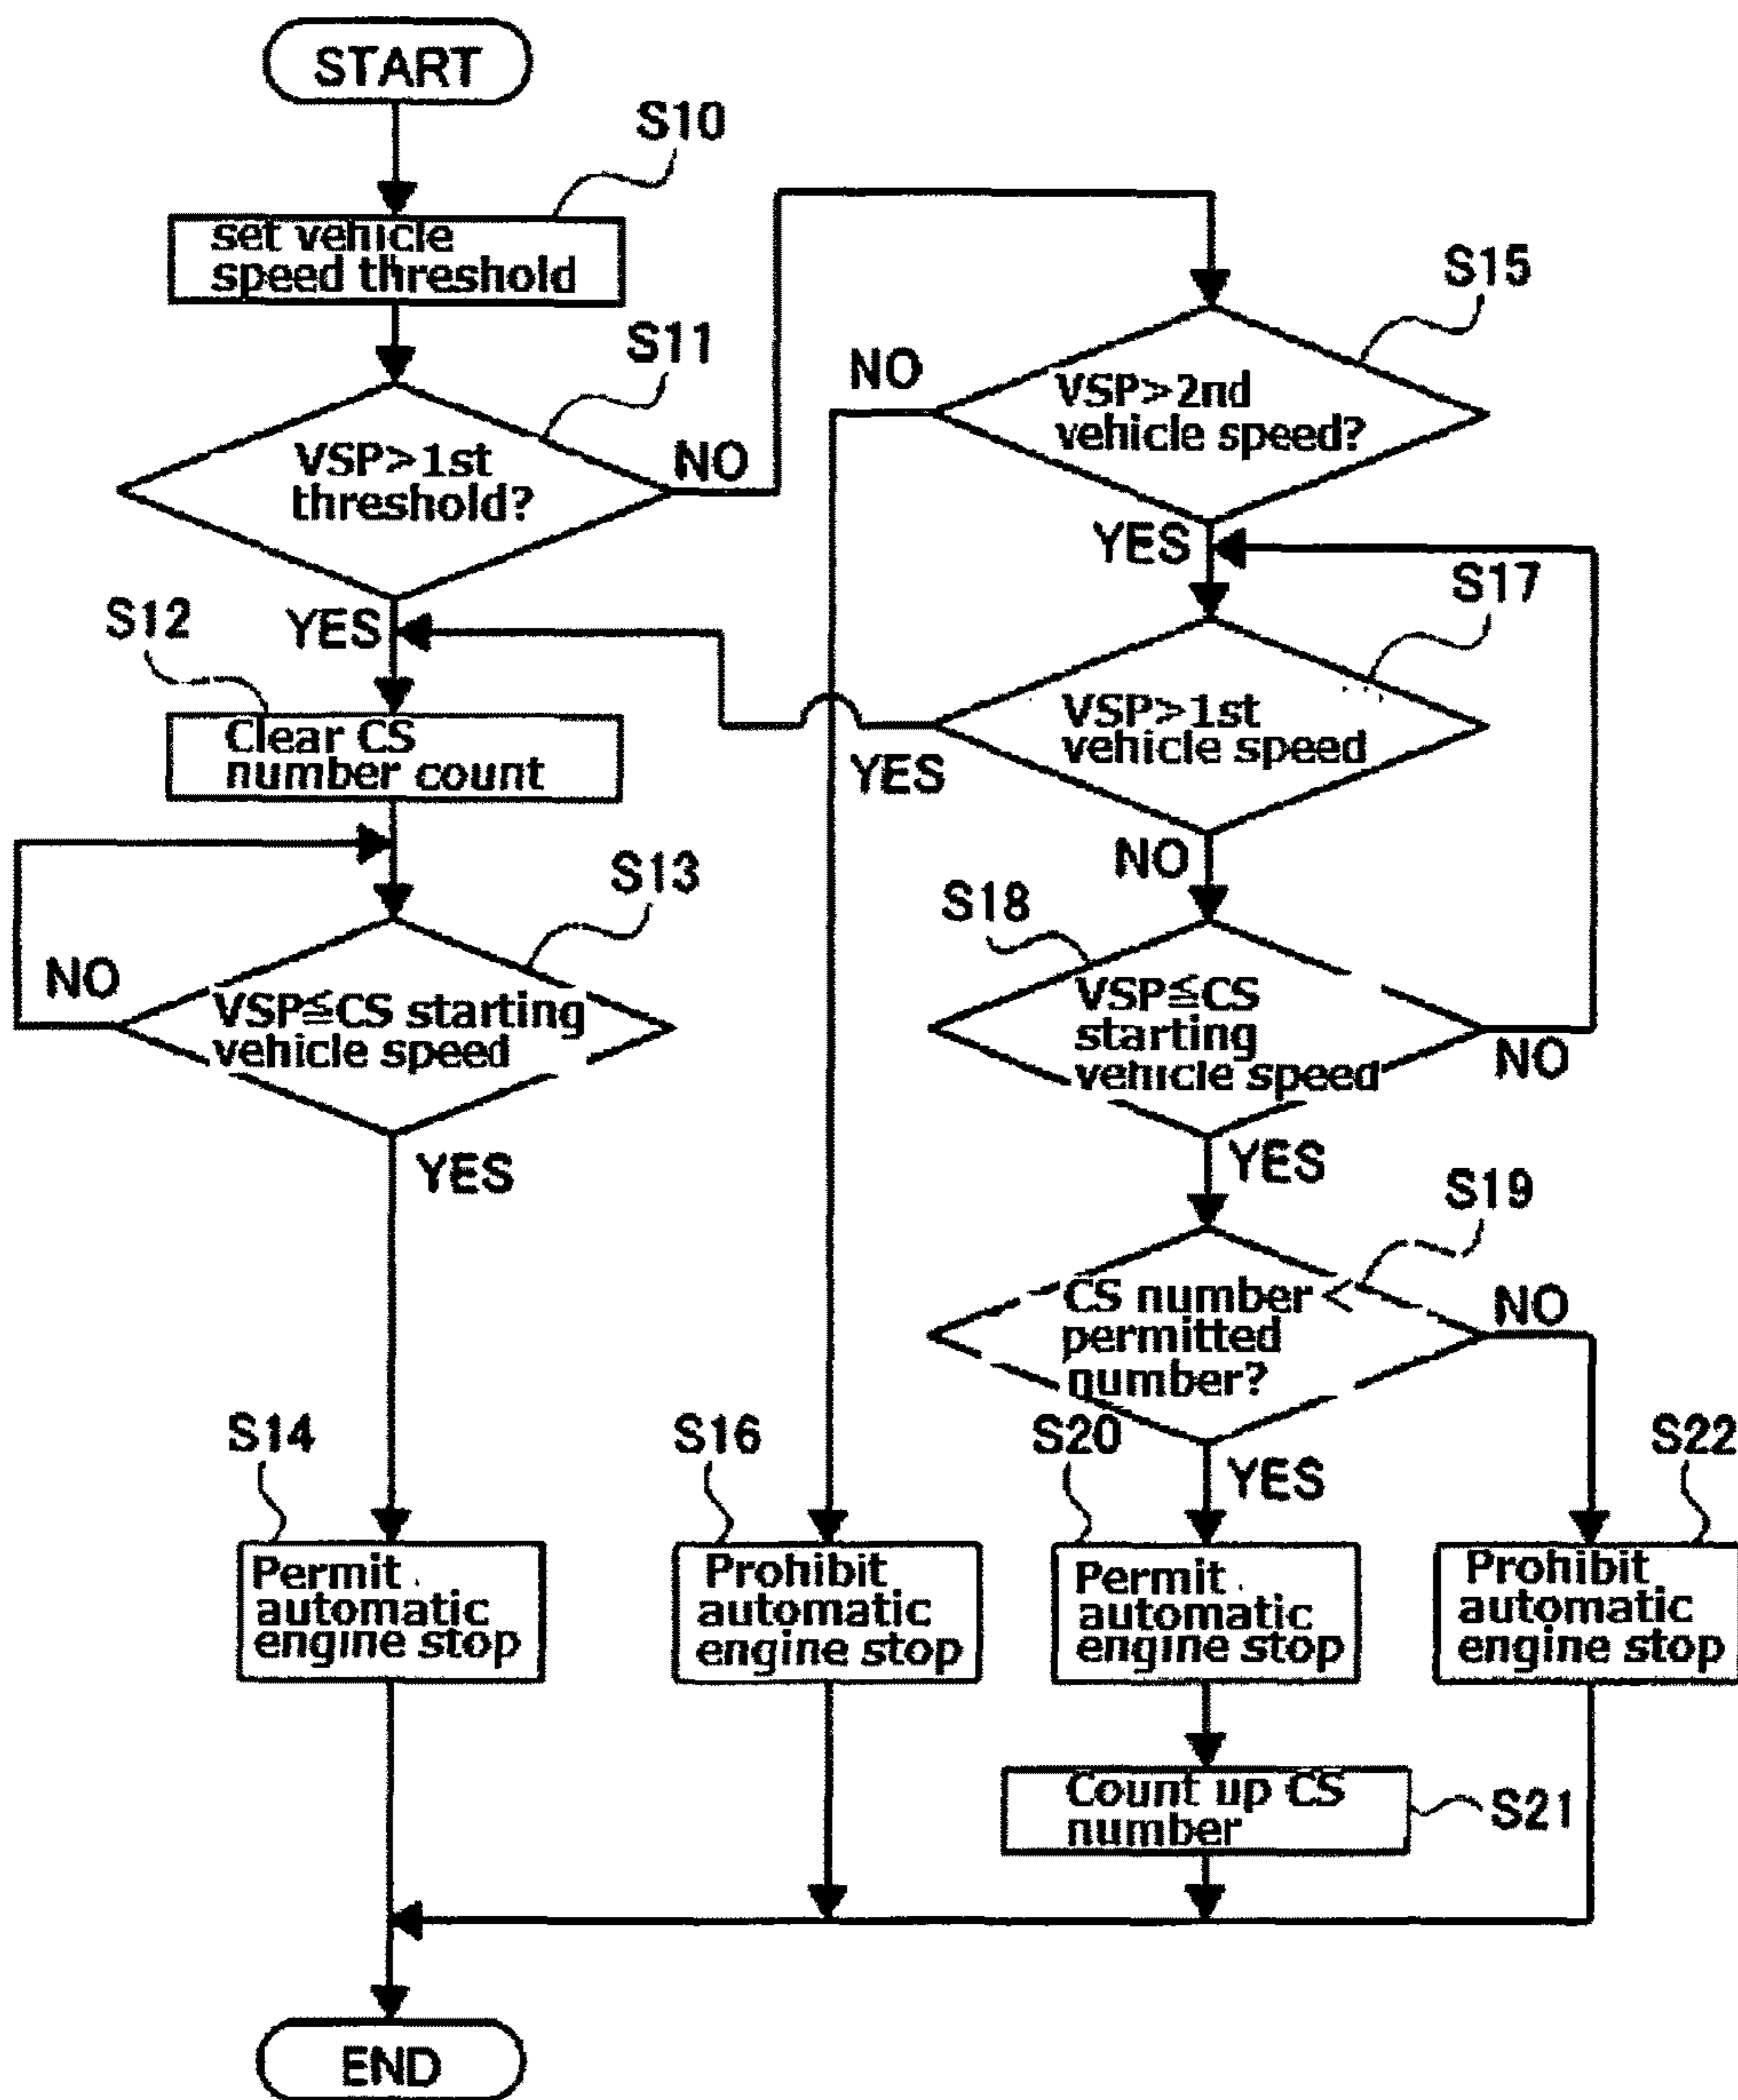 START
S10
set vehicle
speed threshold
S11
VSP>1st
threshold?
NO
YES
S12
Clear CS
number count
S13
VSP≦CS starting
vehicle speed
NO
YES
S14
Permit
automatic
engine stop
S15
VSP>2nd
vehicle speed?
NO
YES
S16
Prohibit
automatic
engine stop
S17
VSP>1st
vehicle speed
YES
NO
S18
VSP≦CS
starting
vehicle speed
NO
YES
S19
CS number <
permitted
number?
NO
YES
S20
Permit
automatic
engine stop
S21
Count up CS
number
S22
Prohibit
automatic
engine stop
END